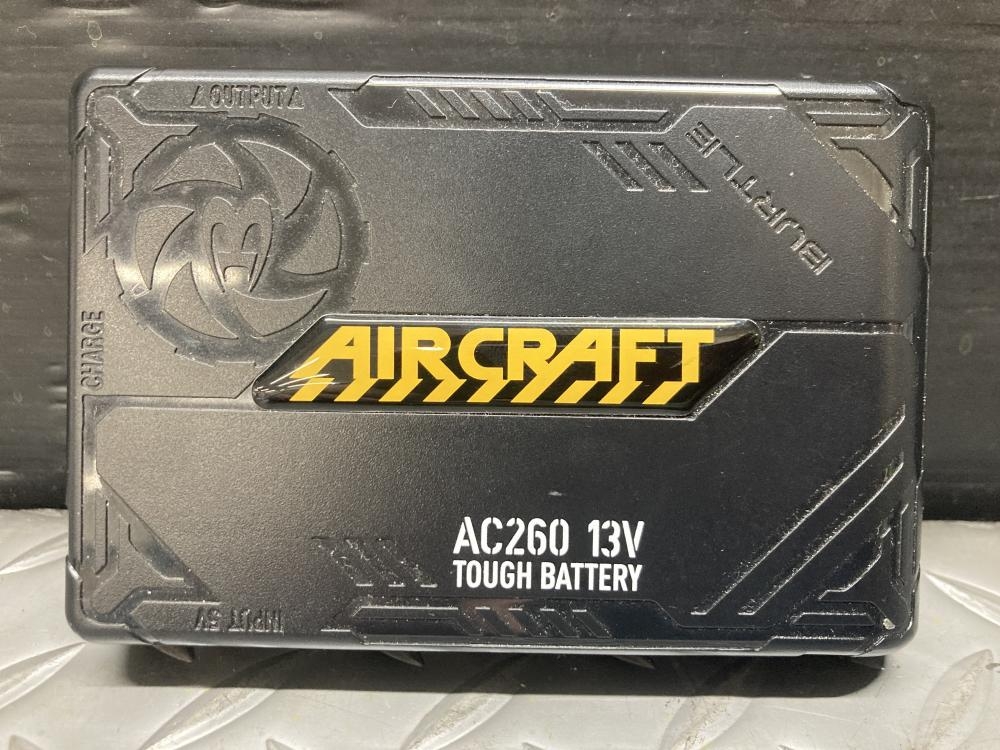 OUTPUT
BURTLE
CHARGE
AIRCRAFT
AC260 13V
TOUGH BATTERY
INPUT 5V